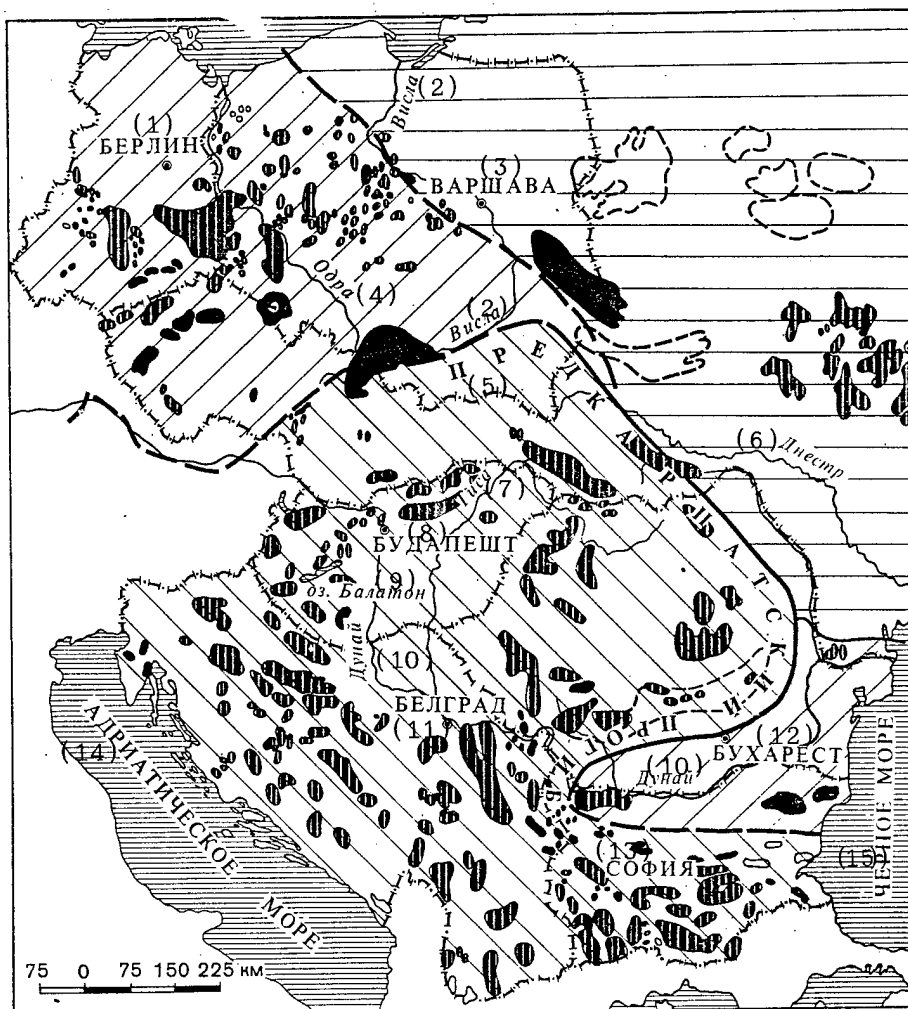 (1)
БЕРЛИН
Висла
(2)
(3)
ВАРШАВА
Одра
(4)
(2)
Висла
ПРЕДКАРПАТСКИЙ ПРОГИБ
(5)
(6)
Днестр
Тиса
(7)
(8)
БУДАПЕШТ
(9)
оз. Балатон
Дунай
(10)
БЕЛГРАД
(11)
(12)
БУХАРЕСТ
(10)
Дунай
(13)
СОФИЯ
(14)
АДРИАТИЧЕСКОЕ
МОРЕ
(15)
ЧЕРНОЕ МОРЕ
75 0 75 150 225 км